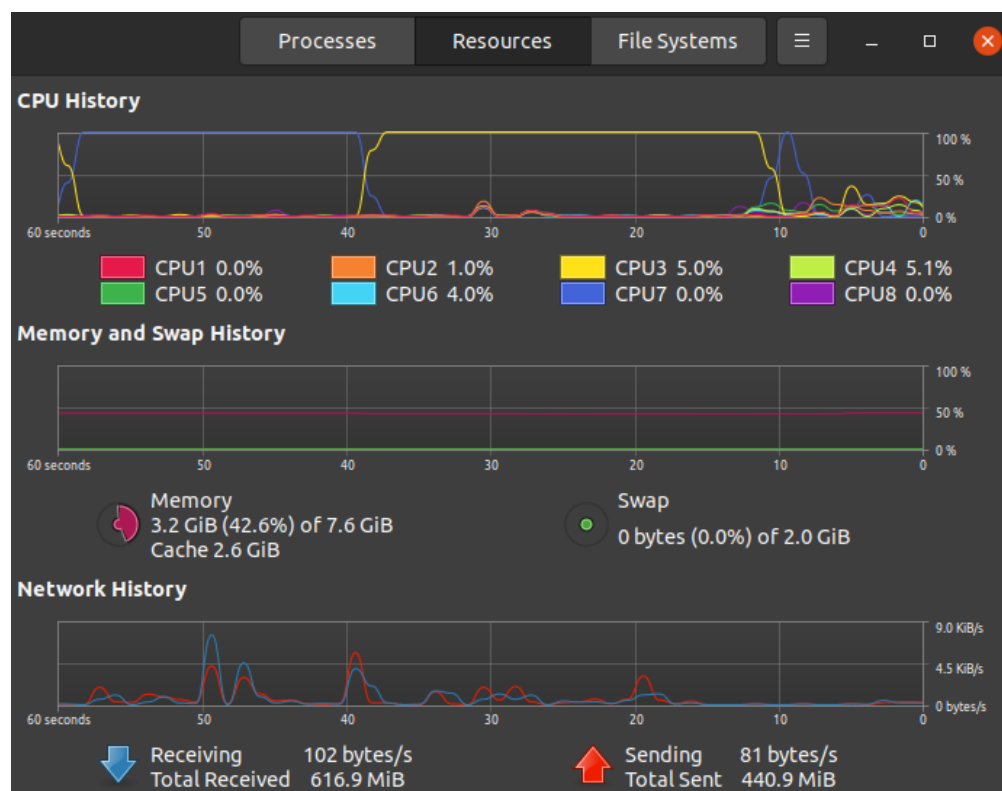 Processes Resources File Systems
CPU History
100 %
50 %
0 %
60 seconds 50 40 30 20 10 0
CPU1 0.0% CPU2 1.0% CPU3 5.0% CPU4 5.1%
CPU5 0.0% CPU6 4.0% CPU7 0.0% CPU8 0.0%
Memory and Swap History
100 %
50 %
0 %
60 seconds 50 40 30 20 10 0
Memory
3.2 GiB (42.6%) of 7.6 GiB
Cache 2.6 GiB
Swap
0 bytes (0.0%) of 2.0 GiB
Network History
9.0 KiB/s
4.5 KiB/s
0 bytes/s
60 seconds 50 40 30 20 10 0
Receiving 102 bytes/s
Total Received 616.9 MiB
Sending 81 bytes/s
Total Sent 440.9 MiB